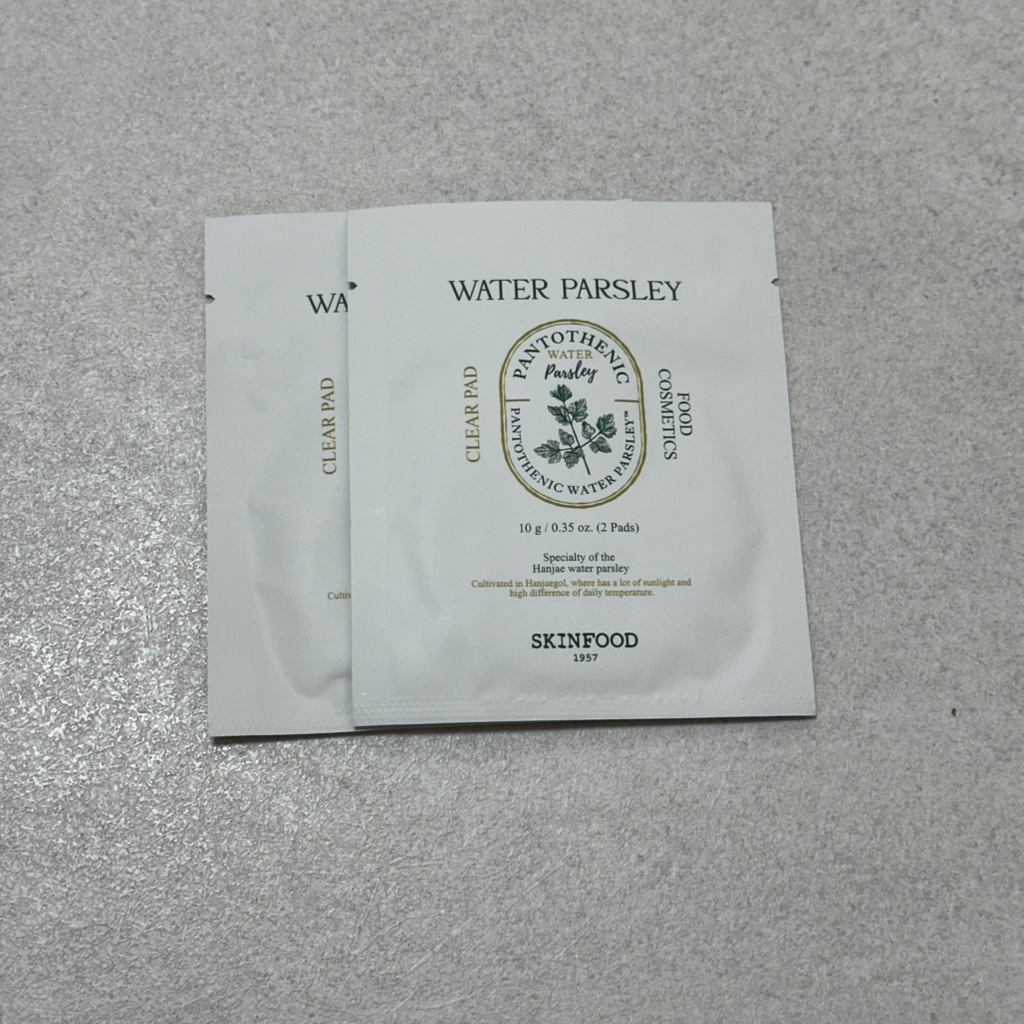 WA
CLEAR PAD
Cultiv
WATER PARSLEY
CLEAR PAD
PANTOTHENIC
WATER
Parsley
PANTOTHENIC WATER PARSLEY™
FOOD
COSMETICS
10 g / 0.35 oz. (2 Pads)
Specialty of the
Hanjae water parsley
Cultivated in Hanjaegol, where has a lot of sunlight and
high difference of daily temperature.
SKINFOOD
1957